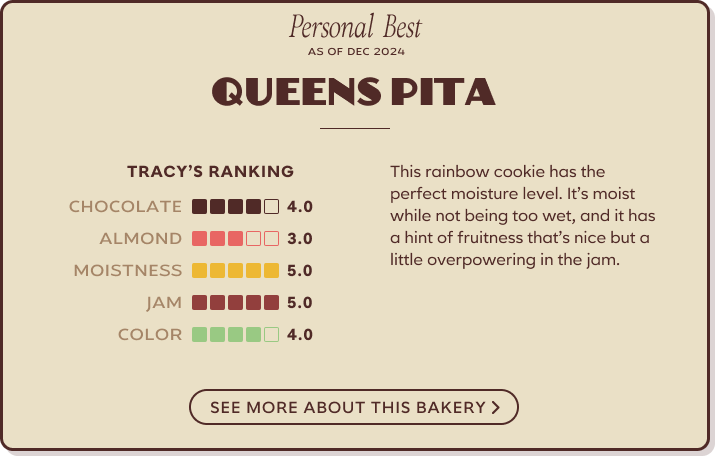 Personal Best
AS OF DEC 2024
QUEENS PITA
TRACY’S RANKING
CHOCOLATE 4.0
ALMOND 3.0
MOISTNESS 5.0
JAM 5.0
COLOR 4.0
This rainbow cookie has the
perfect moisture level. It’s moist
while not being too wet, and it has
a hint of fruitness that’s nice but a
little overpowering in the jam.
SEE MORE ABOUT THIS BAKERY